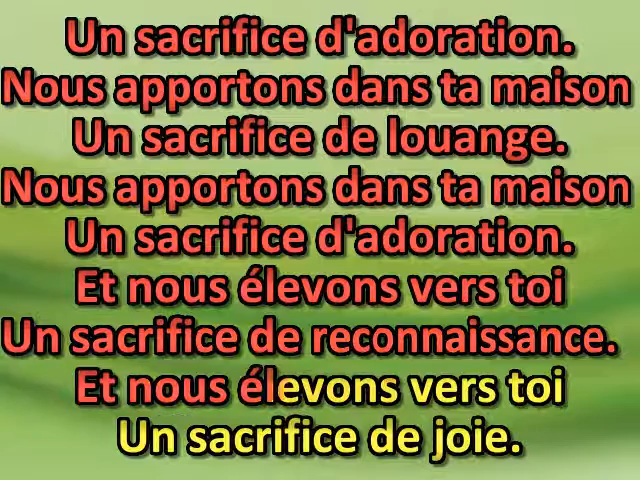 Un sacrifice d'adoration.
Nous apportons dans ta maison
Un sacrifice de louange.
Nous apportons dans ta maison
Un sacrifice d'adoration.
Et nous élevons vers toi
Un sacrifice de reconnaissance.
Et nous élevons vers toi
Un sacrifice de joie.